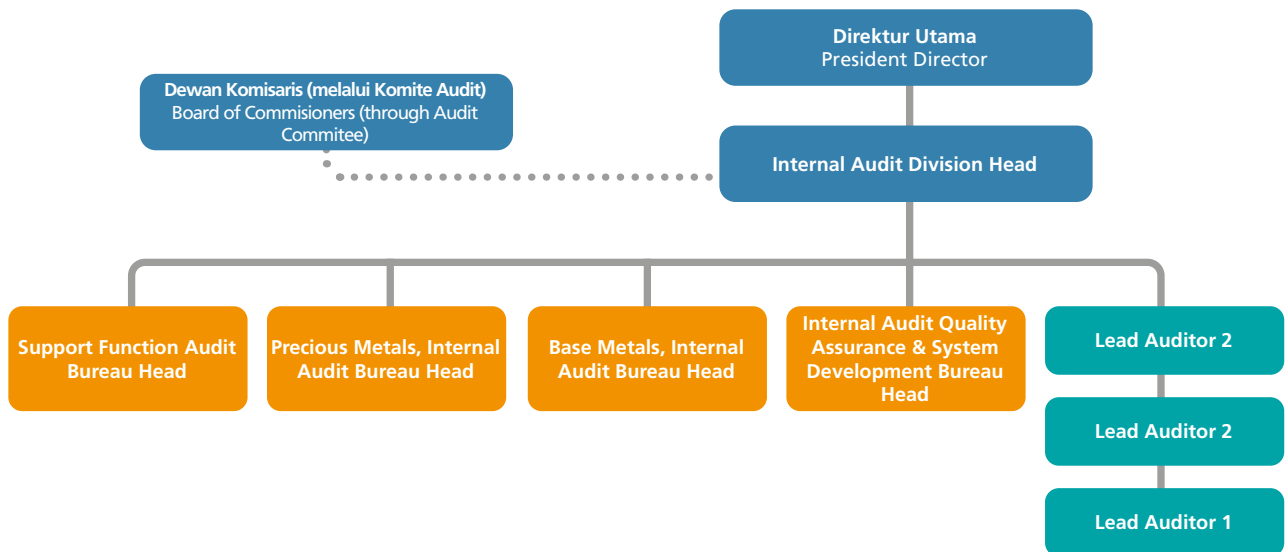 Direktur Utama
President Director
Dewan Komisaris (melalui Komite Audit)
Board of Commisioners (through Audit
Commitee)
Internal Audit Division Head
Support Function Audit
Bureau Head
Precious Metals, Internal
Audit Bureau Head
Base Metals, Internal
Audit Bureau Head
Internal Audit Quality
Assurance & System
Development Bureau
Head
Lead Auditor 2
Lead Auditor 2
Lead Auditor 1